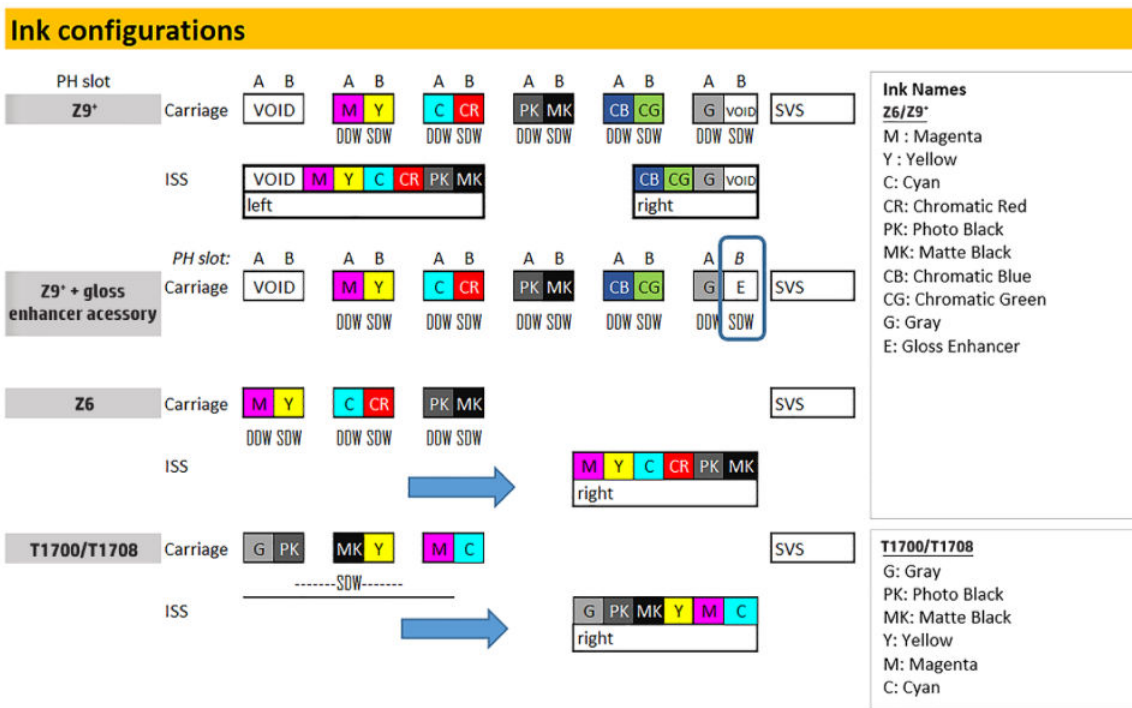 Ink configurations
PH slot
A B A B A B A B A B A B
Z9+ Carriage VOID M Y C CR PK MK CB CG G VOID SVS
DDW SDW DDW SDW DDW SDW DDW SDW DDW SDW
ISS VOID M Y C CR PK MK CB CG G VOID
left right
PH slot: A B A B A B A B A B A B
Z9+ + gloss
enhancer acessory
Carriage VOID M Y C CR PK MK CB CG G E SVS
DDW SDW DDW SDW DDW SDW DDW SDW DDW SDW
Z6 Carriage M Y C CR PK MK SVS
DDW SDW DDW SDW DDW SDW
ISS M Y C CR PK MK
right
T1700/T1708 Carriage G PK MK Y M C SVS
-------SDW-------
ISS G PK MK Y M C
right
Ink Names
Z6/Z9+
M : Magenta
Y : Yellow
C: Cyan
CR: Chromatic Red
PK: Photo Black
MK: Matte Black
CB: Chromatic Blue
CG: Chromatic Green
G: Gray
E: Gloss Enhancer
T1700/T1708
G: Gray
PK: Photo Black
MK: Matte Black
Y: Yellow
M: Magenta
C: Cyan